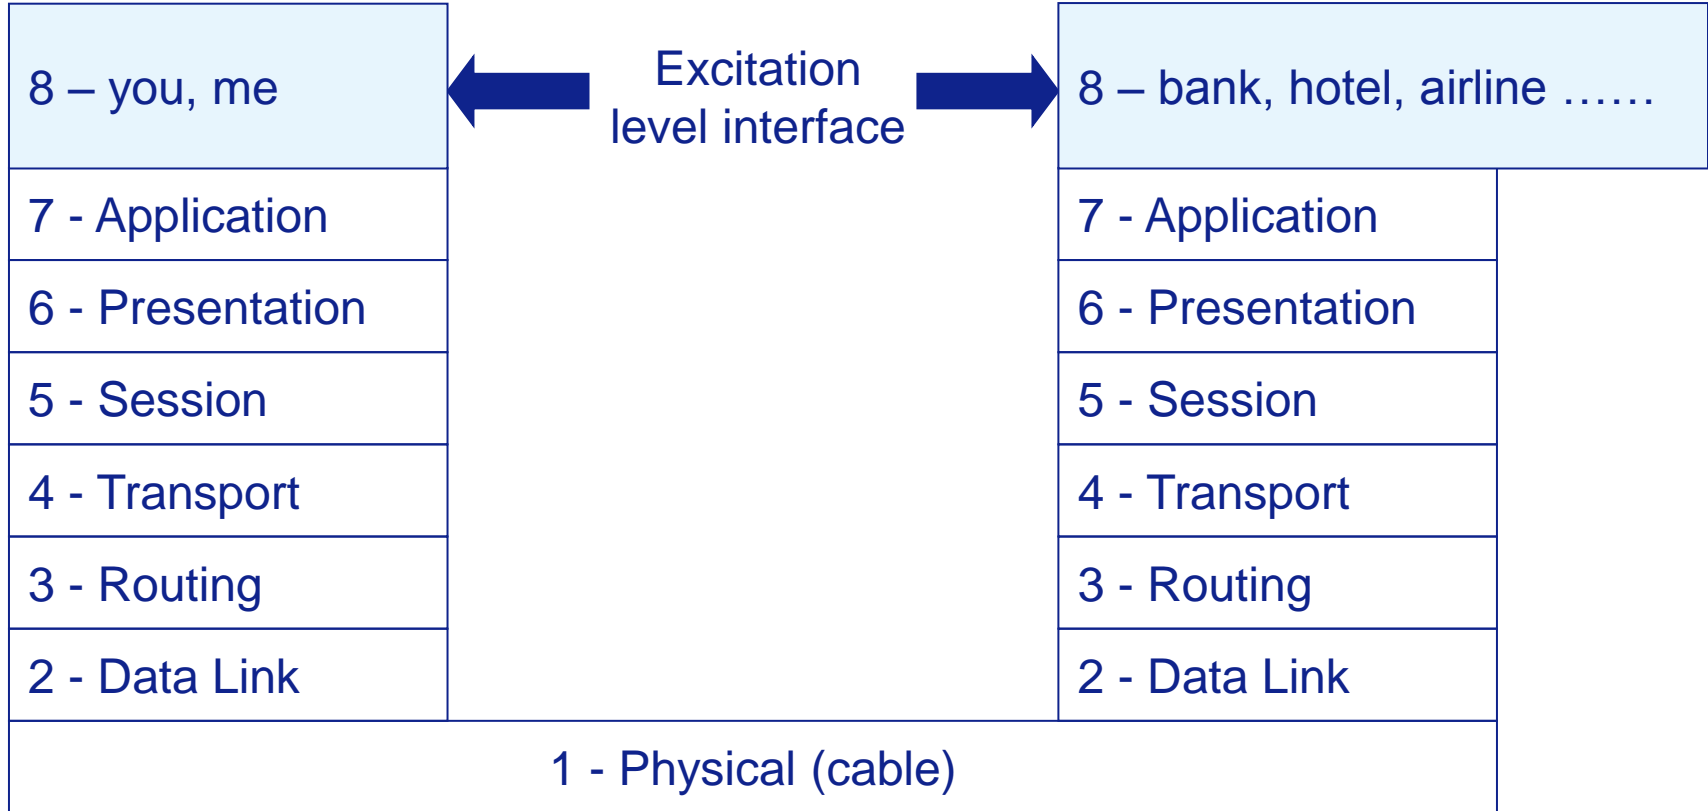 8 – you, me
Excitation
level interface
8 – bank, hotel, airline ……
7 - Application
7 - Application
6 - Presentation
6 - Presentation
5 - Session
5 - Session
4 - Transport
4 - Transport
3 - Routing
3 - Routing
2 - Data Link
2 - Data Link
1 - Physical (cable)